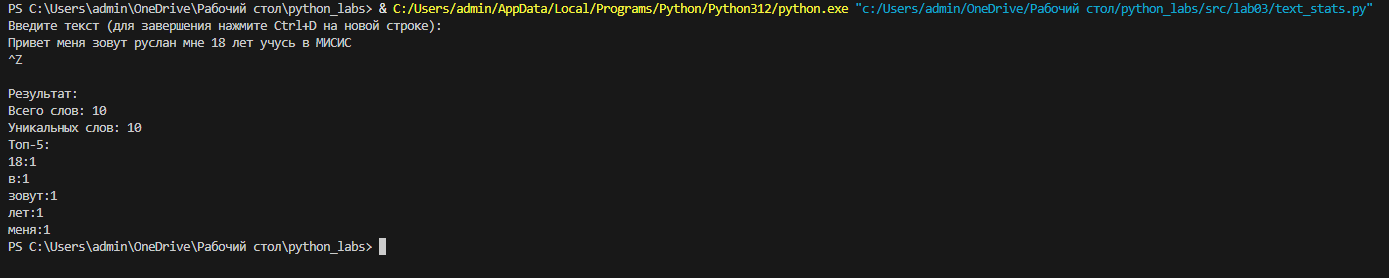 PS C:\Users\admin\OneDrive\Рабочий стол\python_labs> & C:/Users/admin/AppData/Local/Programs/Python/Python312/python.exe "c:/Users/admin/OneDrive/Рабочий стол/python_labs/src/lab03/text_stats.py"
Введите текст (для завершения нажмите Ctrl+D на новой строке):
Привет меня зовут руслан мне 18 лет учусь в МИСИС
^Z
Результат:
Всего слов: 10
Уникальных слов: 10
Топ-5:
18:1
в:1
зовут:1
лет:1
меня:1
PS C:\Users\admin\OneDrive\Рабочий стол\python_labs>